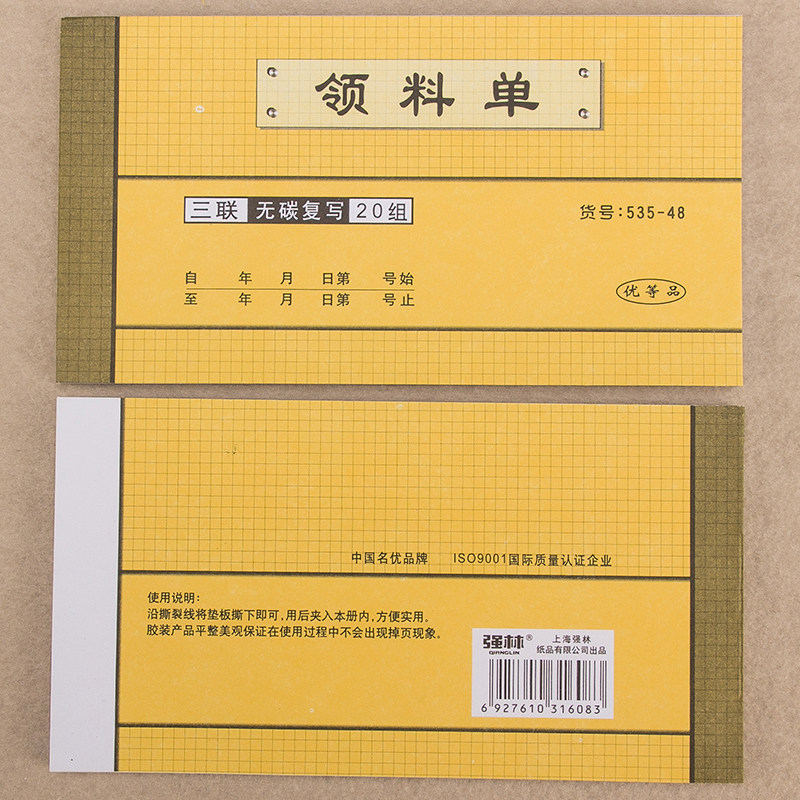 领料单
三联 无碳复写 20组
货号:535-48
自 年 月 日第 号始
至 年 月 日第 号止
优等品
中国名优品牌 ISO9001国际质量认证企业
使用说明:
沿撕裂线将垫板撕下即可,用后夹入本册内,方便实用。
胶装产品平整美观保证在使用过程中不会出现掉页现象。
强林® 上海强林
QIANGLIN 纸品有限公司出品
6 927610 316083